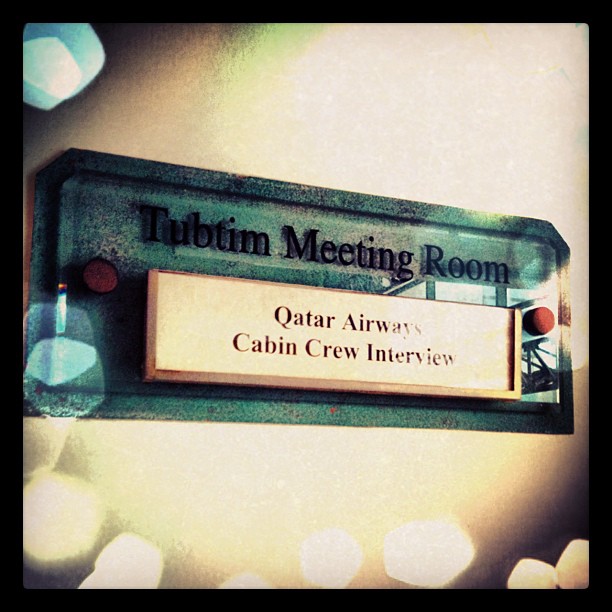 Tubtim Meeting Room
Qatar Airways
Cabin Crew Interview